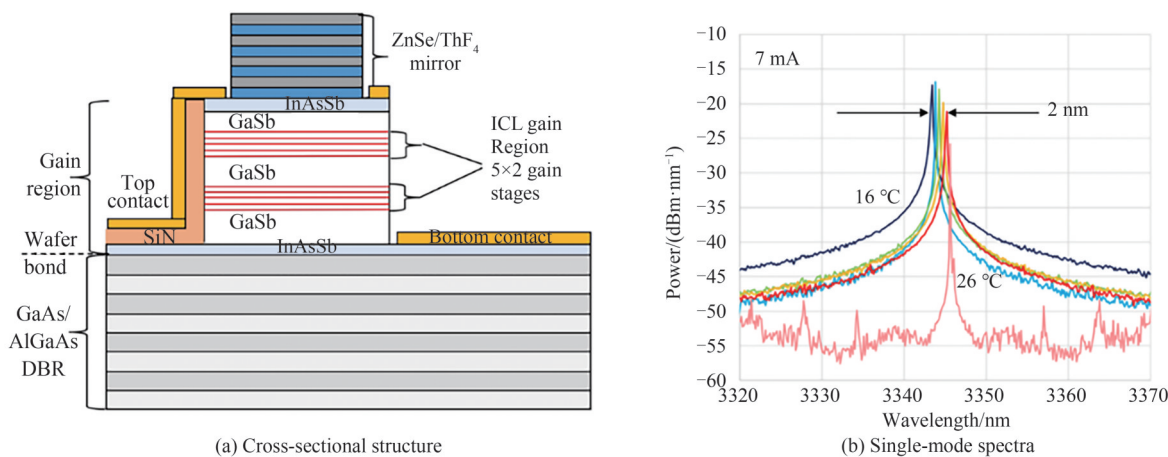 ZnSe/ThF₄
mirror
InAsSb
GaSb
GaSb
GaSb
ICL gain
Region
5×2 gain
stages
Gain
region
Top
contact
SiN
InAsSb
Bottom contact
Wafer
bond
GaAs/
AlGaAs
DBR
(a) Cross-sectional structure
7 mA
2 nm
16 ℃
26 ℃
Power/(dBm·nm⁻¹)
−10
−15
−20
−25
−30
−35
−40
−45
−50
−55
−60
3320 3330 3340 3350 3360 3370
Wavelength/nm
(b) Single-mode spectra